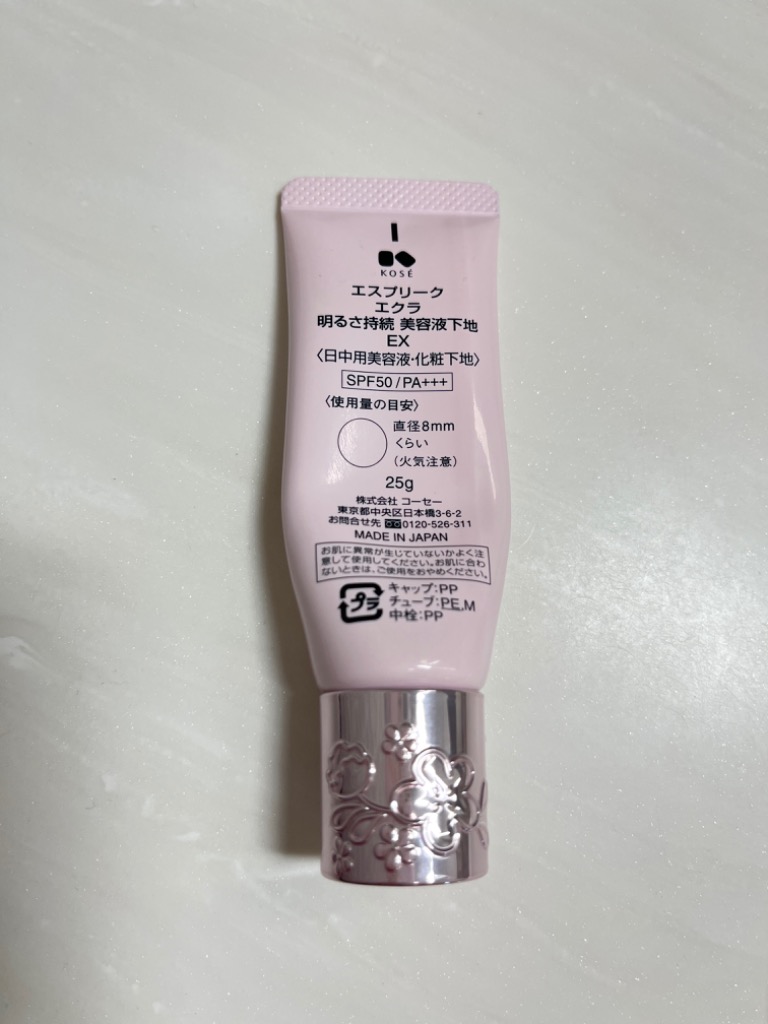 KOSÉ
エスプリーク
エクラ
明るさ持続 美容液下地
EX
〈日中用美容液・化粧下地〉
SPF50/PA+++
〈使用量の目安〉
直径8mm
くらい
(火気注意)
25g
株式会社 コーセー
東京都中央区日本橋3-6-2
お問合せ先 0120-526-311
MADE IN JAPAN
お肌に異常が生じていないかよく注
意して使用してください。お肌に合わ
ないときは、ご使用をおやめください。
プラ
キャップ:PP
チューブ:PE,M
中栓:PP